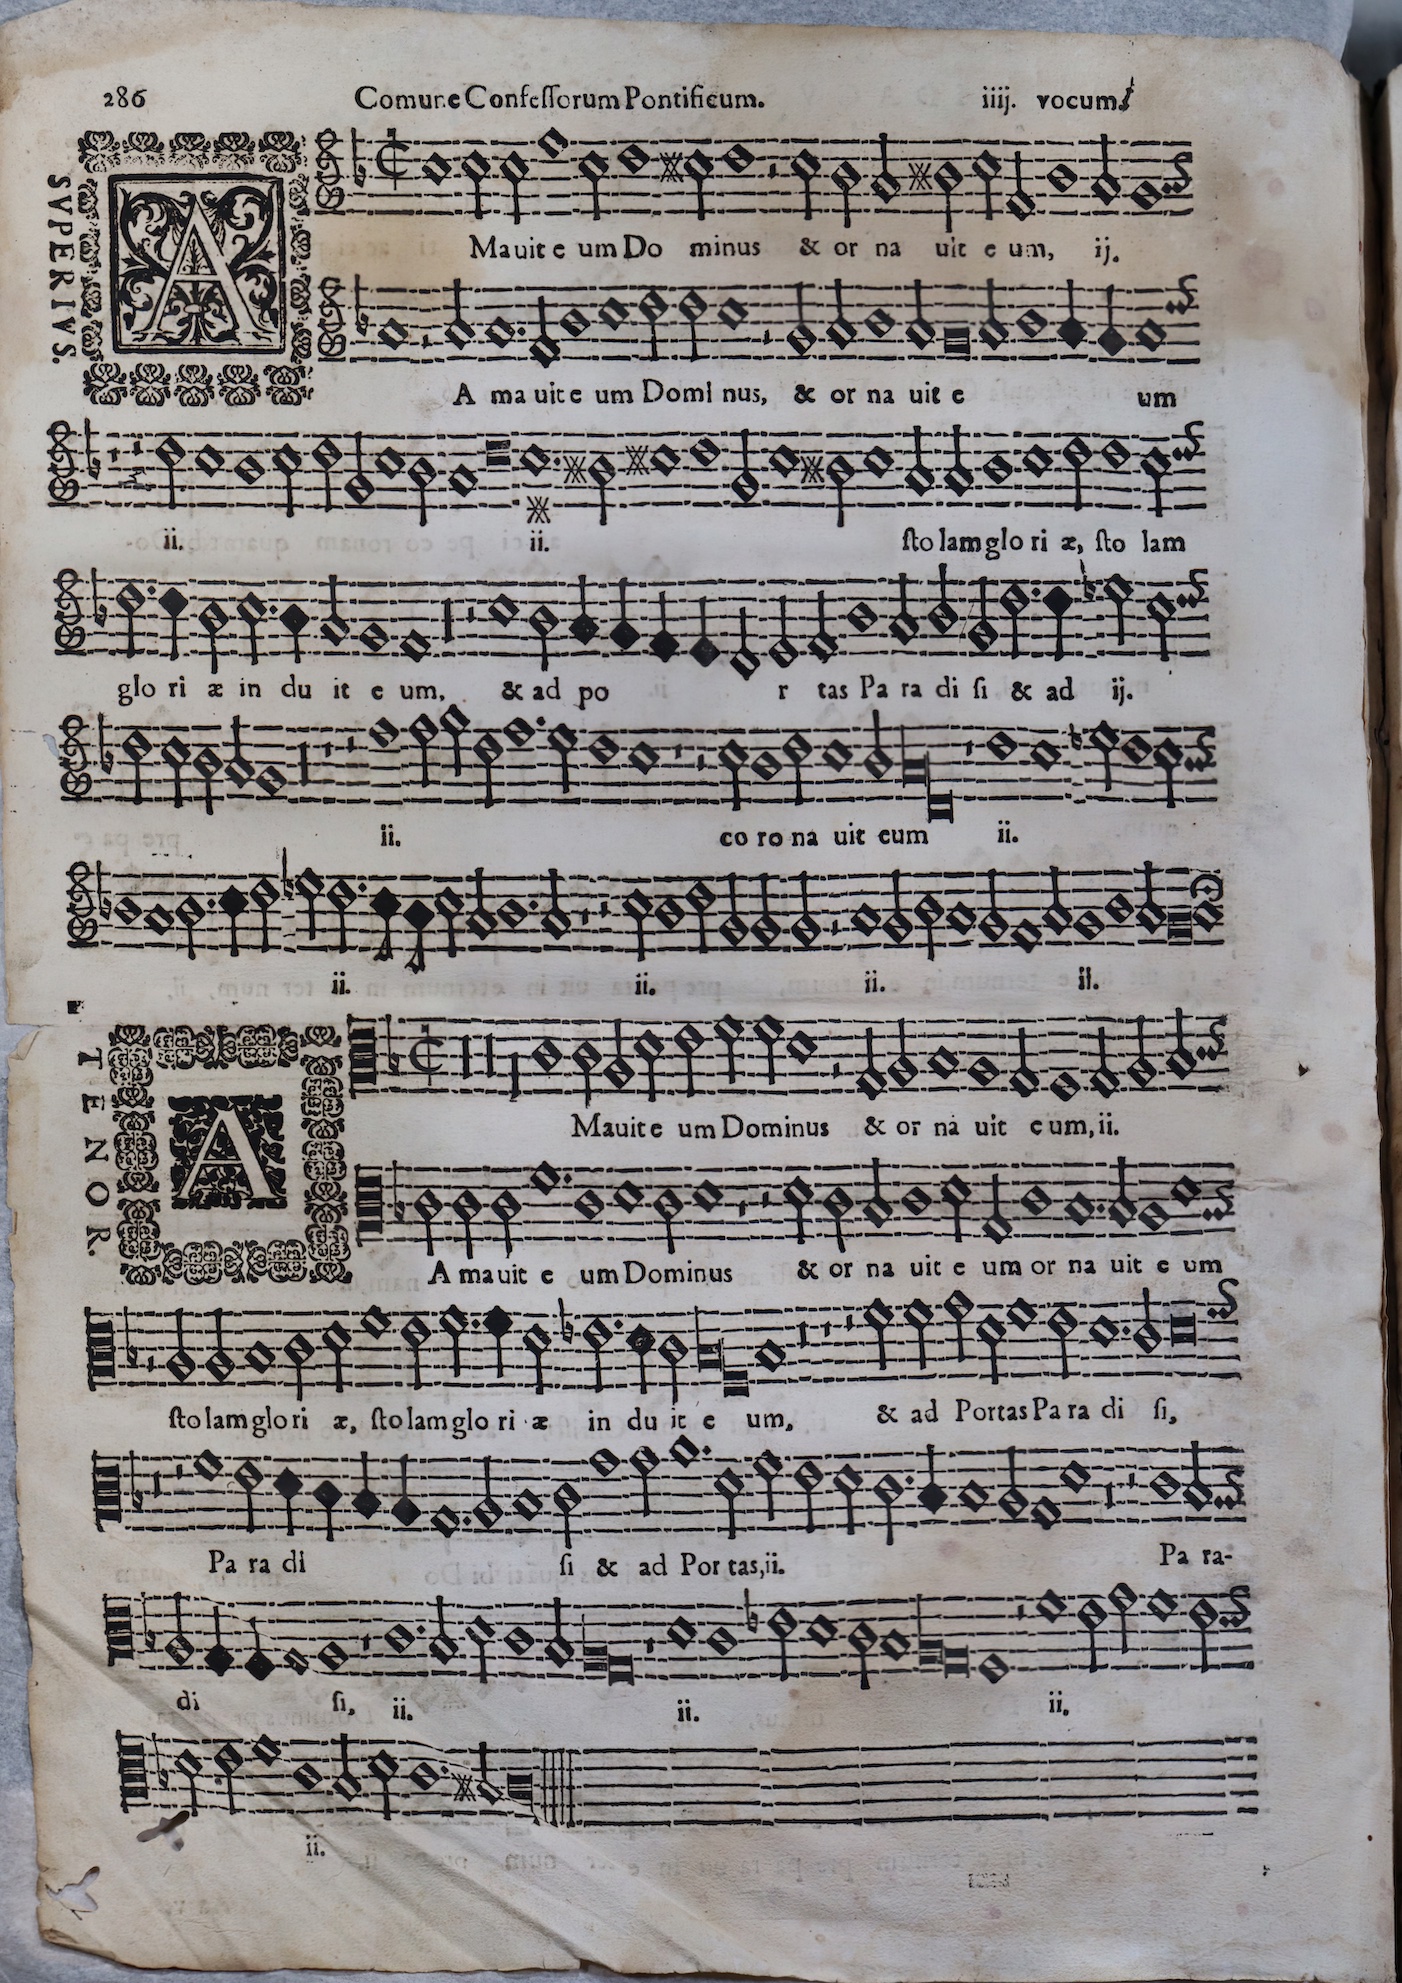 286 Comune Confessorum Pontificum. iiij. vocum.
SVPERIVS.
A
Mauit e um Do minus & or na uit e um, ij.
A ma uit e um Domi nus, & or na uit e um
ii. ii. sto lam glo ri æ, sto lam
glo ri æ in du it e um, & ad po r tas Pa ra di si & ad ij.
ii. co ro na uit eum ii.
ii. ii. ii. ii.
TENOR.
A
Mauit e um Dominus & or na uit e um, ii.
A ma uit e um Dominus & or na uit e um or na uit e um
sto lam glo ri æ, sto lam glo ri æ in du it e um, & ad Portas Pa ra di si,
Pa ra di si & ad Por tas, ii. Pa ra-
di si, ii. ii. ii.
ii.